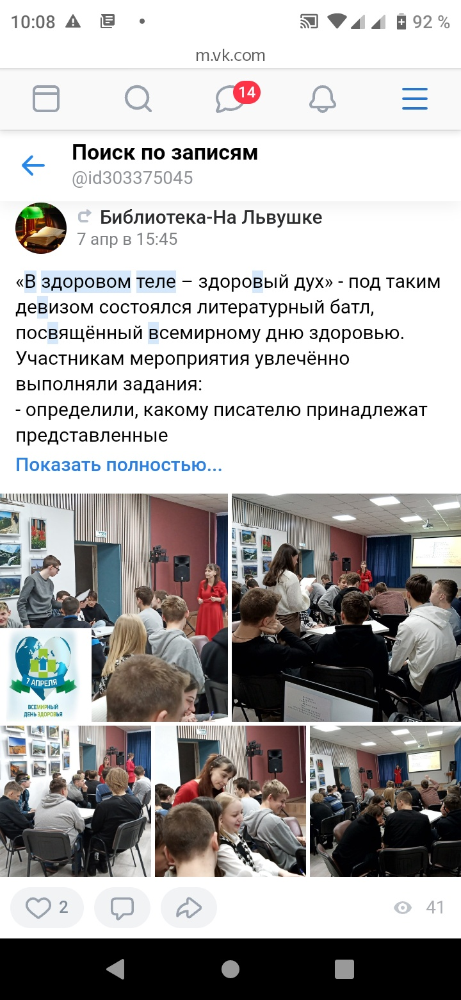 10:08
92 %
m.vk.com
14
Поиск по записям
@id303375045
Библиотека-На Львушке
7 апр в 15:45
«В здоровом теле – здоровый дух» - под таким
девизом состоялся литературный батл,
посвящённый всемирному дню здоровью.
Участникам мероприятия увлечённо
выполняли задания:
- определили, какому писателю принадлежат
представленные
Показать полностью...
7 АПРЕЛЯ
ВСЕМИРНЫЙ
ДЕНЬ ЗДОРОВЬЯ
2
41